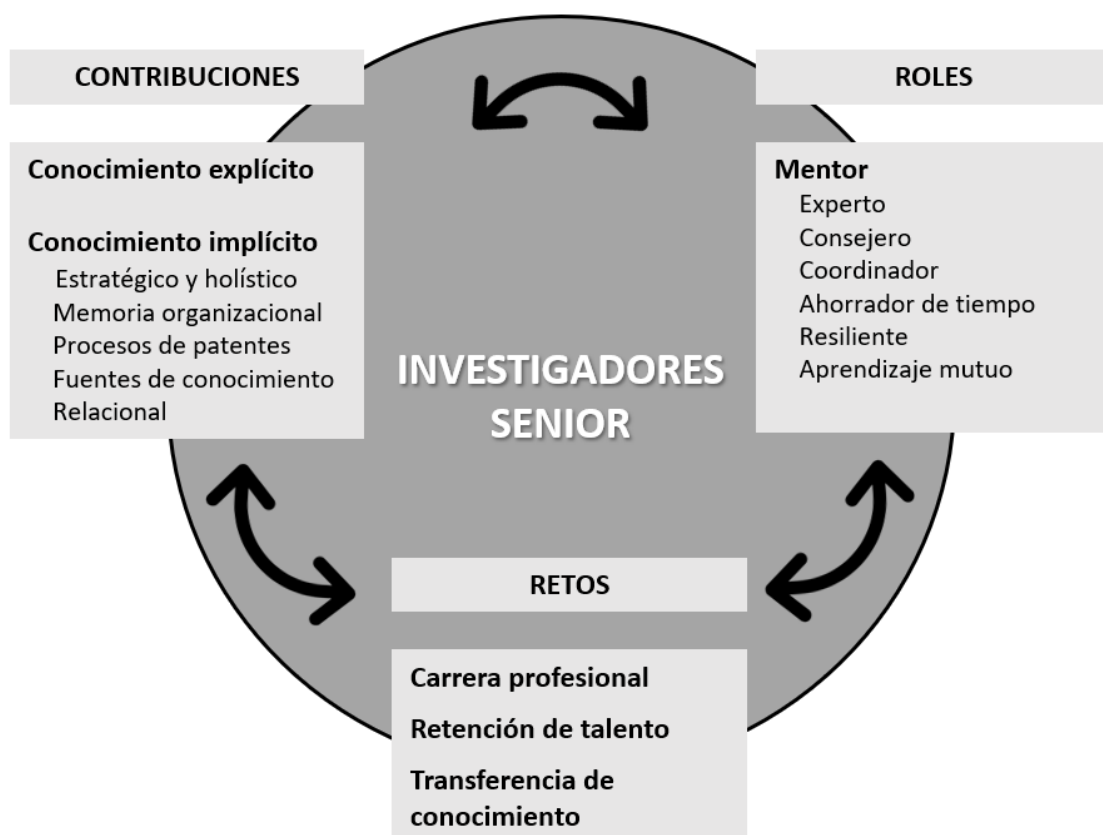 CONTRIBUCIONES
Conocimiento explícito
Conocimiento implícito
Estratégico y holístico
Memoria organizacional
Procesos de patentes
Fuentes de conocimiento
Relacional
ROLES
Mentor
Experto
Consejero
Coordinador
Ahorrador de tiempo
Resiliente
Aprendizaje mutuo
INVESTIGADORES
SENIOR
RETOS
Carrera profesional
Retención de talento
Transferencia de
conocimiento